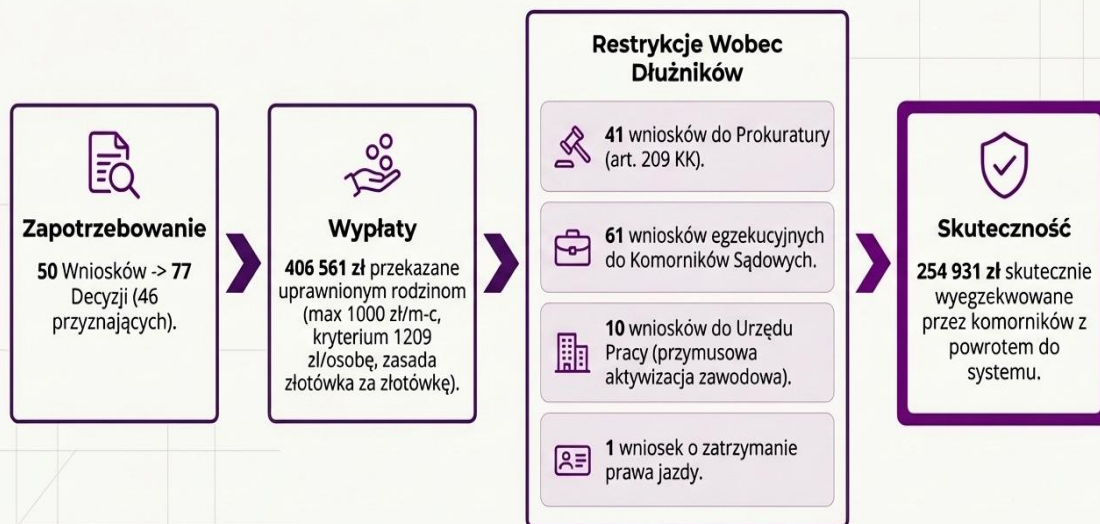 Zapotrzebowanie
50 Wniosków -> 77
Decyzji (46
przyznających).
Wypłaty
406 561 zł przekazane
uprawnionym rodzinom
(max 1000 zł/m-c,
kryterium 1209
zl/osobę, zasada
złotówka za złotówkę).
Restrykcje Wobec
Dłużników
41 wniosków do Prokuratury
(art. 209 KK).
61 wniosków egzekucyjnych
do Komorników Sądowych.
10 wniosków do Urzędu
Pracy (przymusowa
aktywizacja zawodowa).
1 wniosek o zatrzymanie
prawa jazdy.
Skuteczność
254 931 zł skutecznie
wyegzekwowane
przez komorników z
powrotem do
systemu.